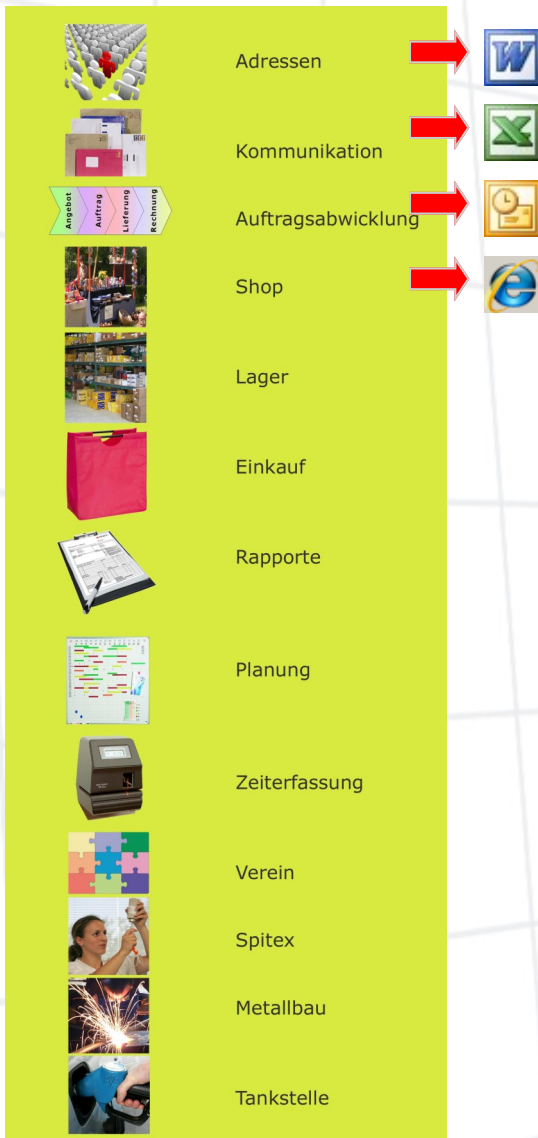 Adressen
Kommunikation
Angebot
Auftrag
Lieferung
Rechnung
Auftragsabwicklung
Shop
Lager
Einkauf
Rapporte
Planung
Zeiterfassung
Verein
Spitex
Metallbau
Tankstelle